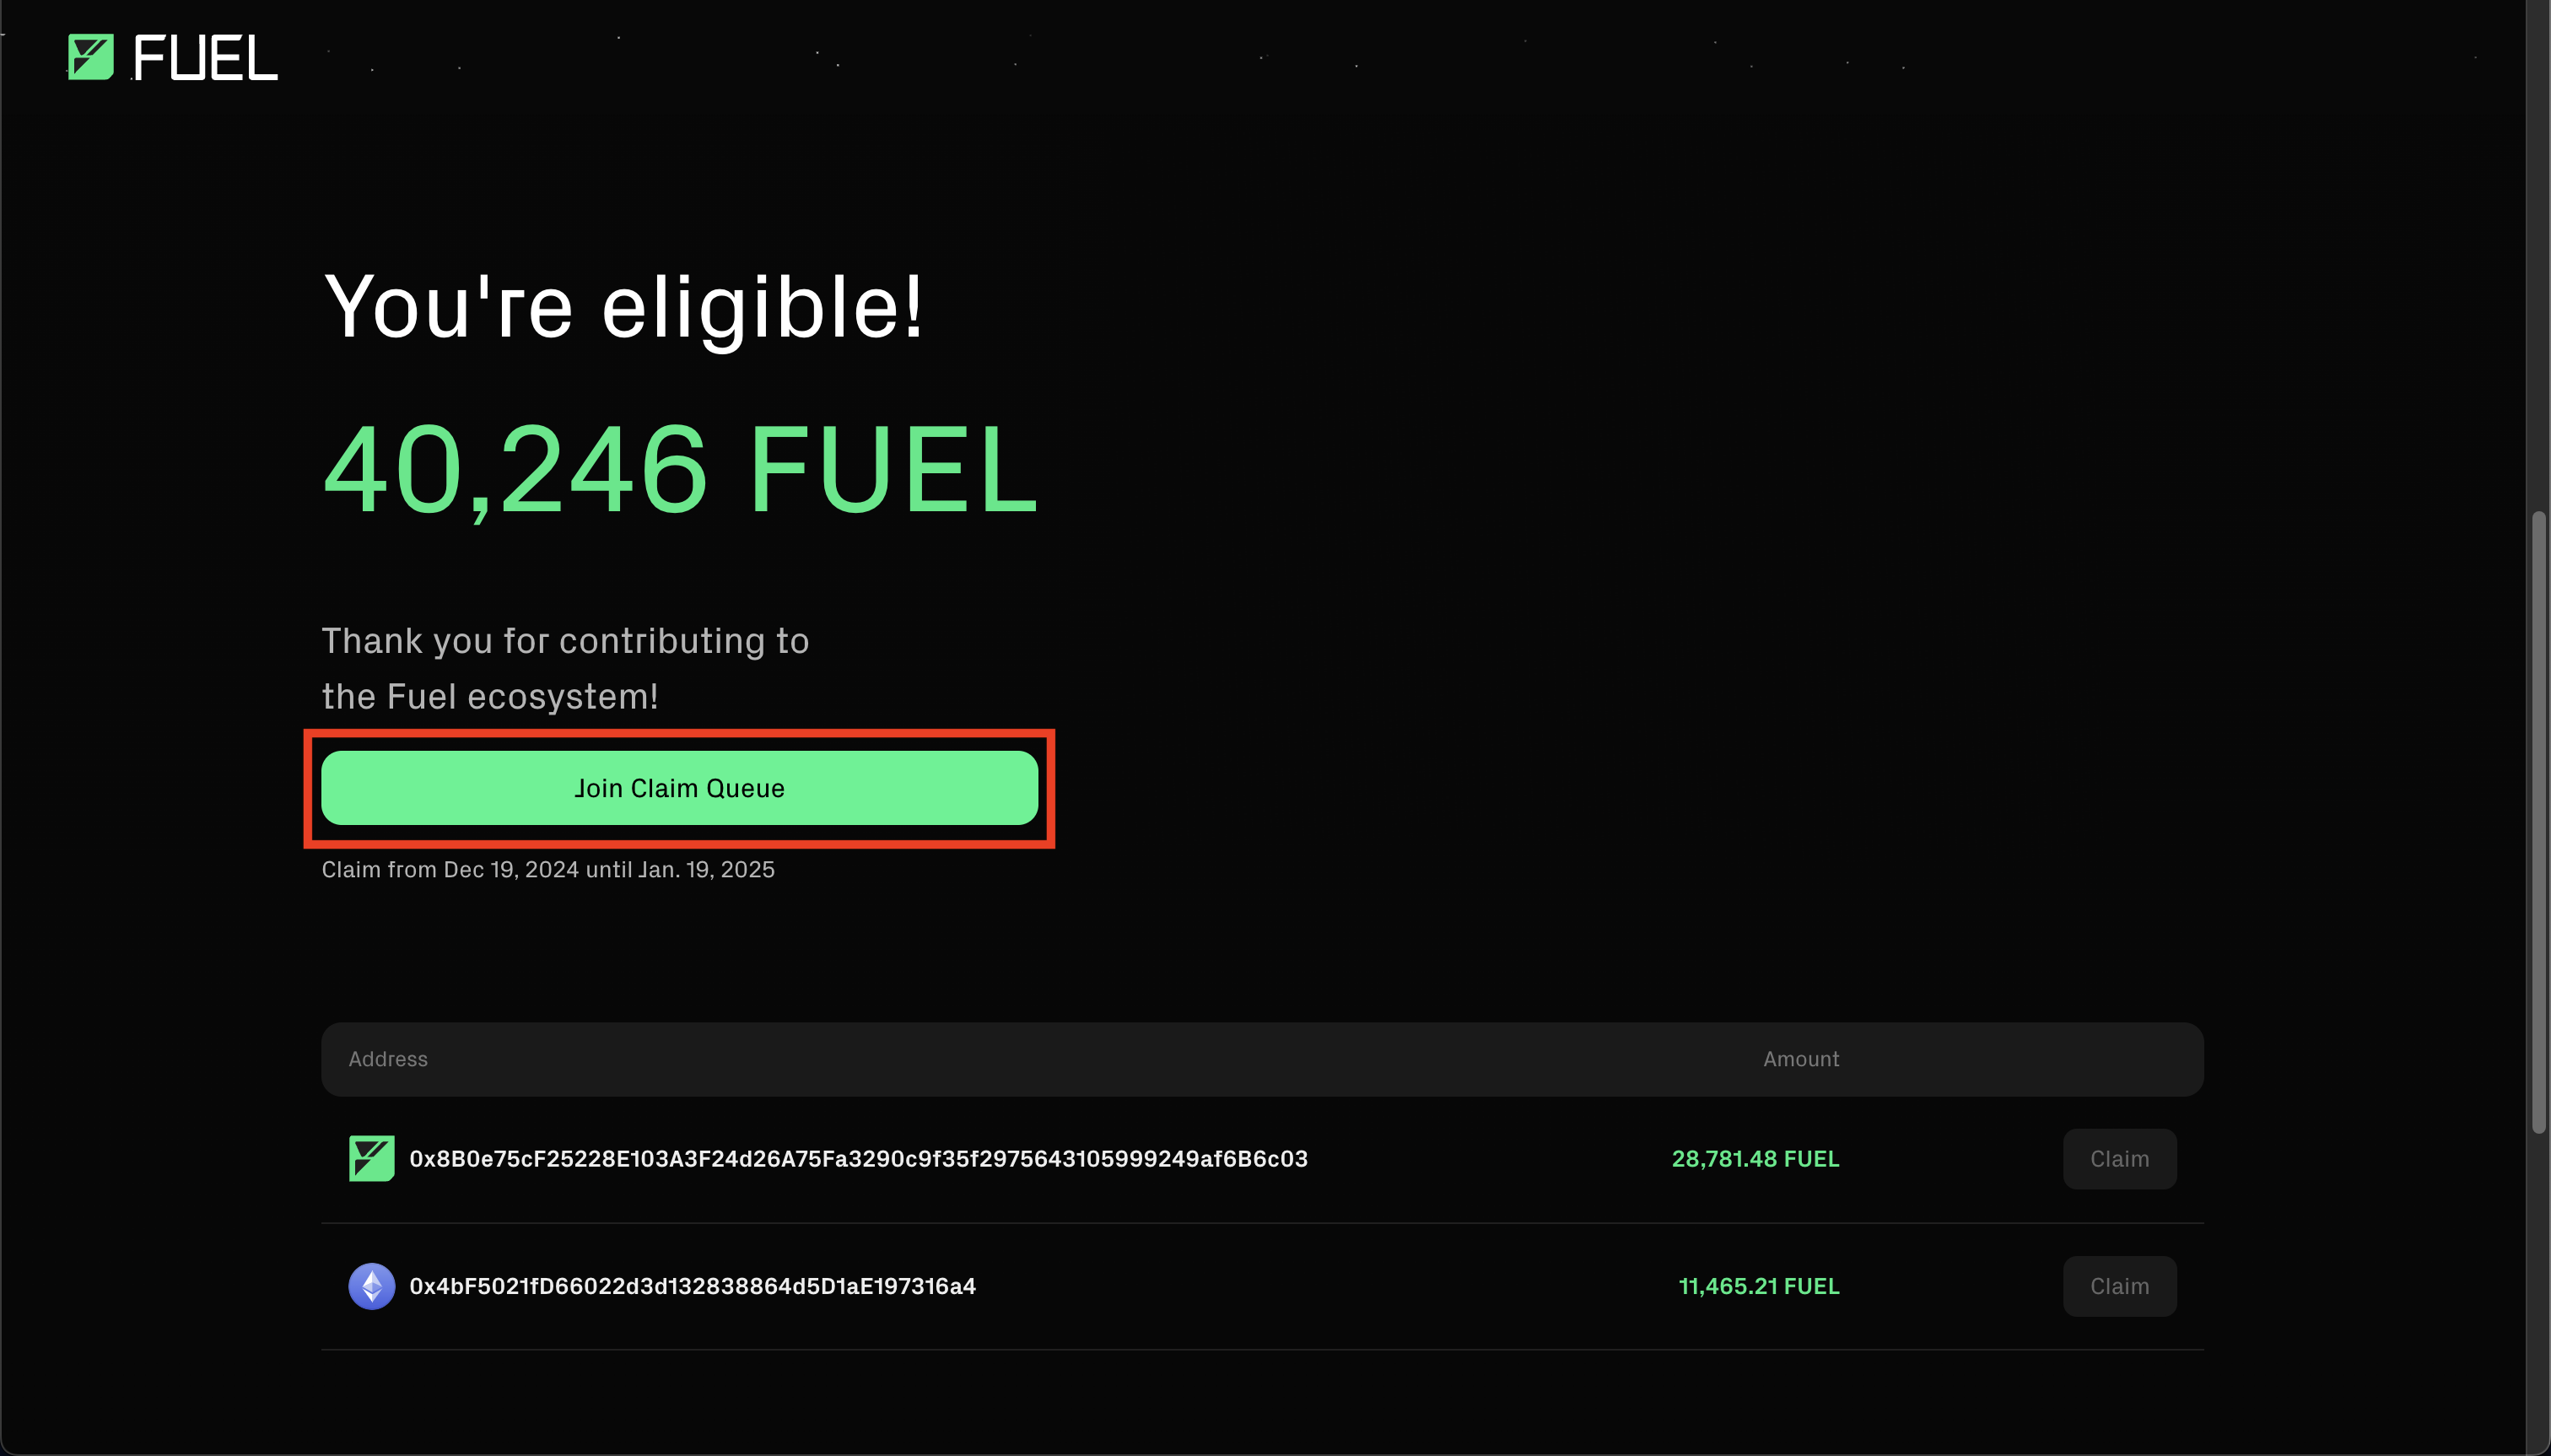 FUEL
You're eligible!
40,246 FUEL
Thank you for contributing to
the Fuel ecosystem!
Join Claim Queue
Claim from Dec 19, 2024 until Jan. 19, 2025
Address Amount
0x8B0e75cF25228E103A3F24d26A75Fa3290c9f35f2975643105999249af6B6c03 28,781.48 FUEL Claim
0x4bF5021fD66022d3d132838864d5D1aE197316a4 11,465.21 FUEL Claim